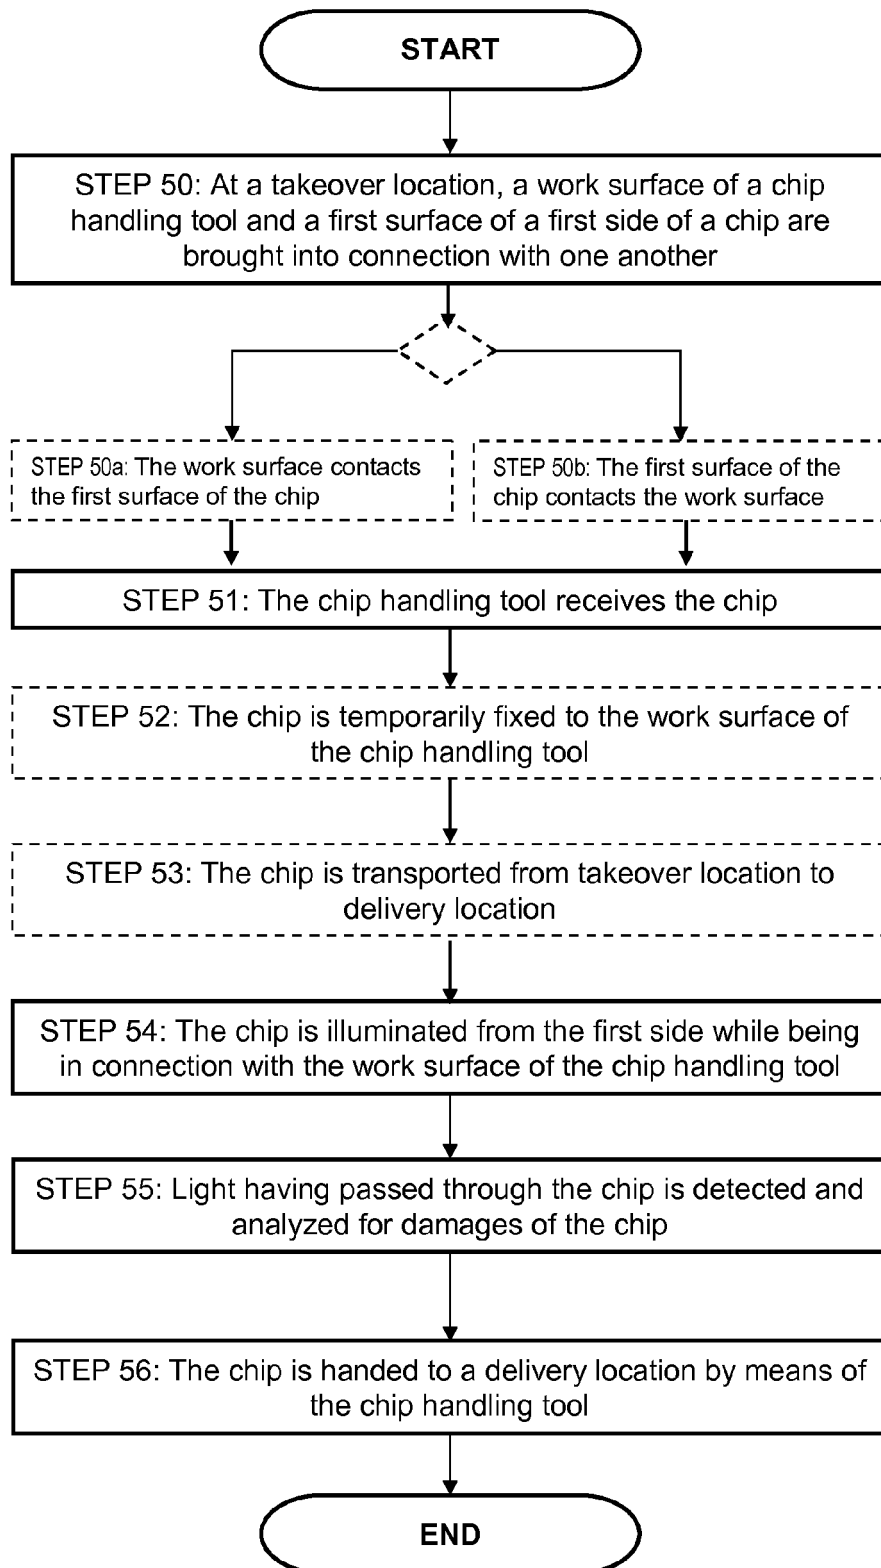 START
STEP 50: At a takeover location, a work surface of a chip
handling tool and a first surface of a first side of a chip are
brought into connection with one another
STEP 50a: The work surface contacts
the first surface of the chip
STEP 50b: The first surface of the
chip contacts the work surface
STEP 51: The chip handling tool receives the chip
STEP 52: The chip is temporarily fixed to the work surface of
the chip handling tool
STEP 53: The chip is transported from takeover location to
delivery location
STEP 54: The chip is illuminated from the first side while being
in connection with the work surface of the chip handling tool
STEP 55: Light having passed through the chip is detected and
analyzed for damages of the chip
STEP 56: The chip is handed to a delivery location by means of
the chip handling tool
END